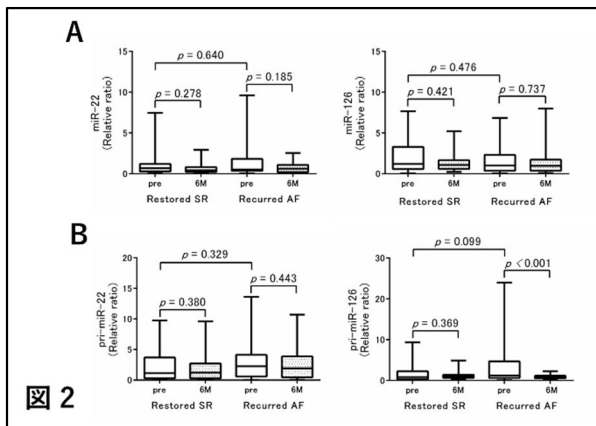 A
15
10
5
0
miR-22
(Relative ratio)
p = 0.640
p = 0.278
p = 0.185
pre
6M
pre
6M
Restored SR
Recurred AF
15
10
5
0
miR-126
(Relative ratio)
p = 0.476
p = 0.421
p = 0.737
pre
6M
pre
6M
Restored SR
Recurred AF
B
20
15
10
5
0
pri-miR-22
(Relative ratio)
p = 0.329
p = 0.380
p = 0.443
pre
6M
pre
6M
Restored SR
Recurred AF
30
20
10
0
pri-miR-126
(Relative ratio)
p = 0.099
p = 0.369
p <0.001
pre
6M
pre
6M
Restored SR
Recurred AF
図 2